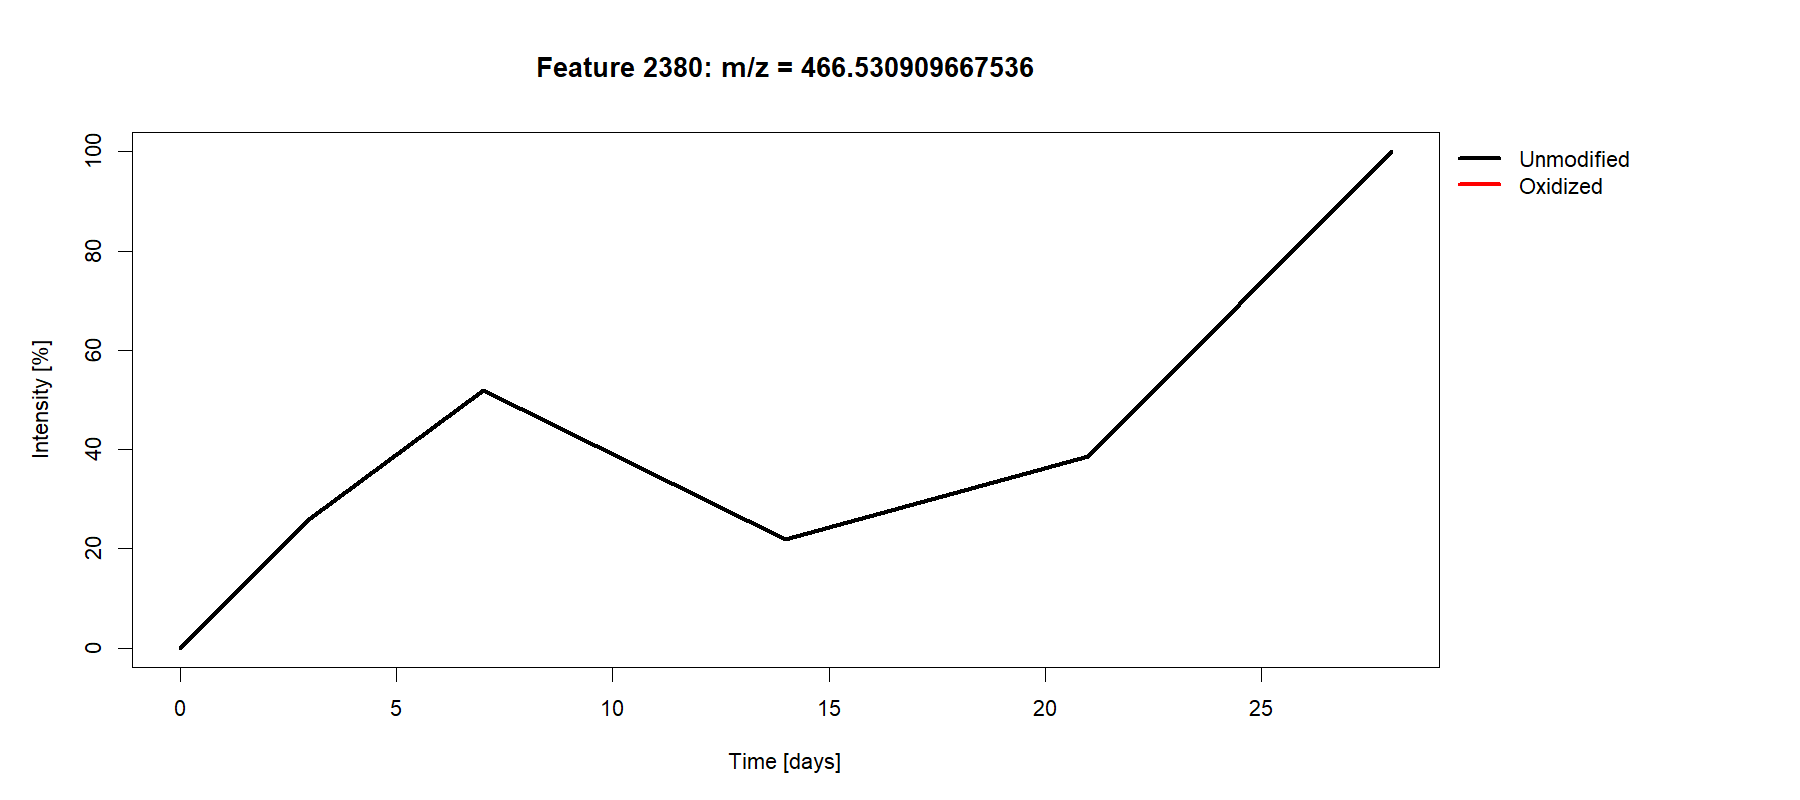 Feature 2380: m/z = 466.530909667536
Unmodified
Oxidized
Intensity [%]
100
80
60
40
20
0
0 5 10 15 20 25
Time [days]